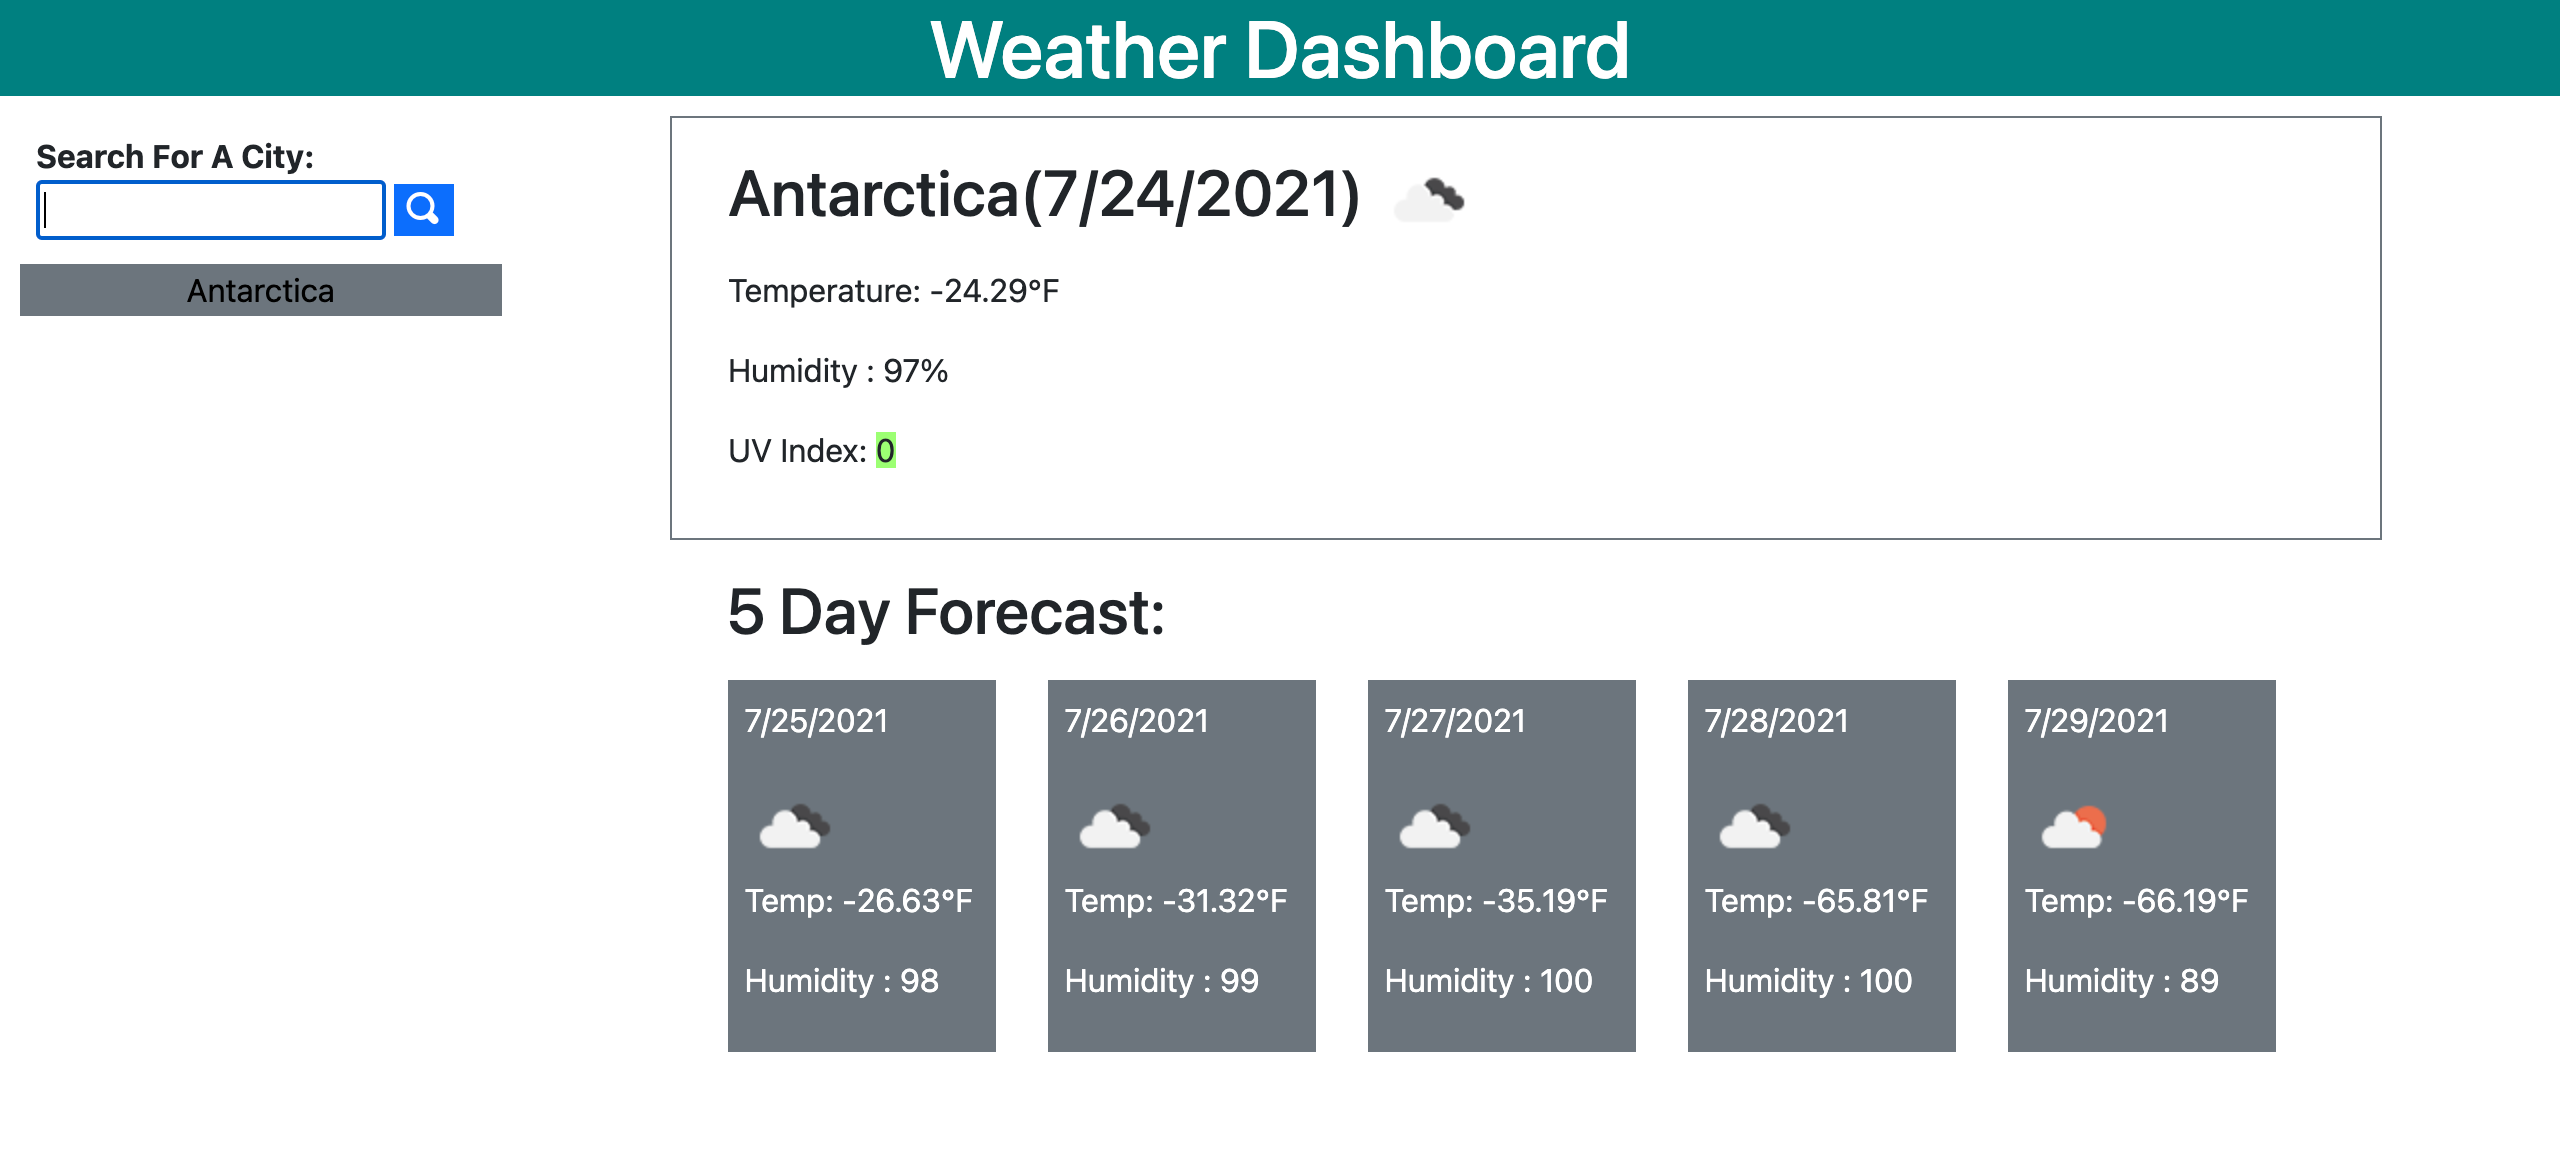 Weather Dashboard
Search For A City:
Antarctica
Antarctica(7/24/2021)
Temperature: -24.29°F
Humidity : 97%
UV Index: 0
5 Day Forecast:
7/25/2021
Temp: -26.63°F
Humidity : 98
7/26/2021
Temp: -31.32°F
Humidity : 99
7/27/2021
Temp: -35.19°F
Humidity : 100
7/28/2021
Temp: -65.81°F
Humidity : 100
7/29/2021
Temp: -66.19°F
Humidity : 89